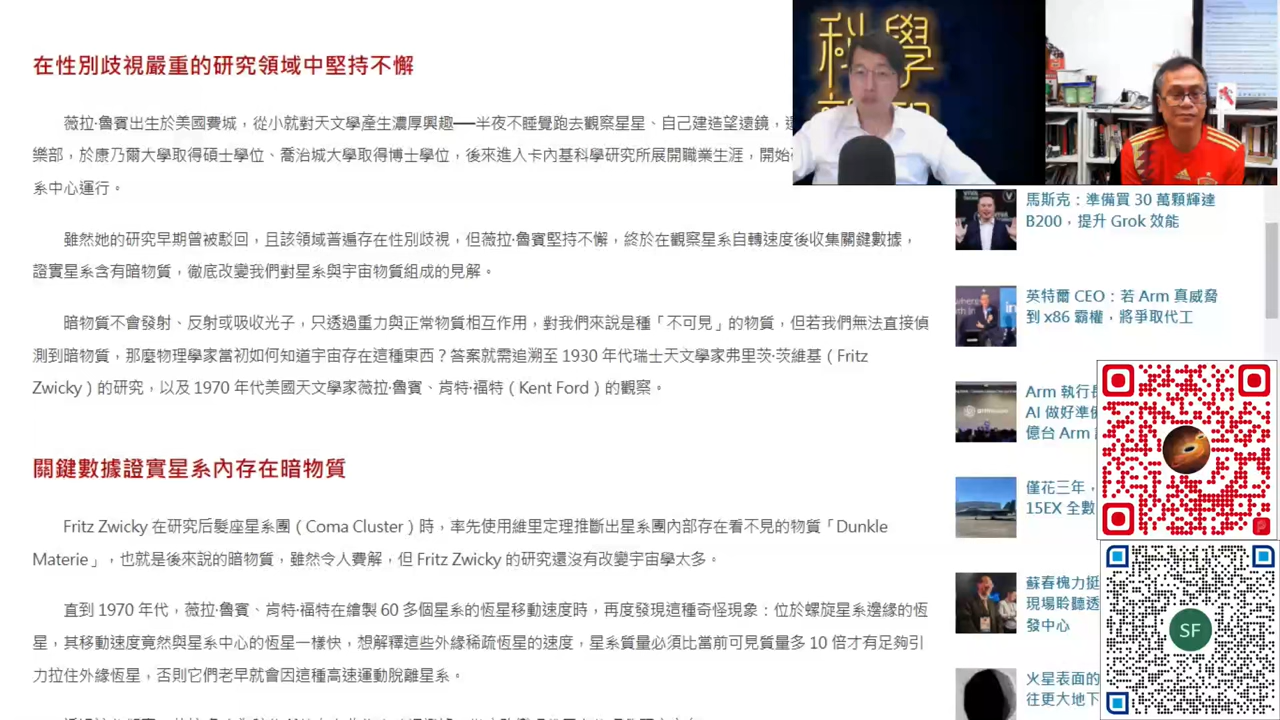 在性別歧視嚴重的研究領域中堅持不懈
薇拉·魯賓出生於美國費城，從小就對天文學產生濃厚興趣──半夜不睡覺跑去觀察星星、自己建造望遠鏡，
樂部，於康乃爾大學取得碩士學位、喬治城大學取得博士學位，後來進入卡內基科學研究所展開職業生涯，開始
系中心運行。
雖然她的研究早期曾被駁回，且該領域普遍存在性別歧視，但薇拉·魯賓堅持不懈，終於在觀察星系自轉速度後收集關鍵數據，
證實星系含有暗物質，徹底改變我們對星系與宇宙物質組成的見解。
暗物質不會發射、反射或吸收光子，只透過重力與正常物質相互作用，對我們來說是種「不可見」的物質，但若我們無法直接偵
測到暗物質，那麼物理學家當初如何知道宇宙存在這種東西？答案就需追溯至 1930 年代瑞士天文學家弗里茨·茨維基（Fritz
Zwicky）的研究，以及 1970 年代美國天文學家薇拉·魯賓、肯特·福特（Kent Ford）的觀察。
關鍵數據證實星系內存在暗物質
Fritz Zwicky 在研究后髮座星系團（Coma Cluster）時，率先使用維里定理推斷出星系團內部存在看不見的物質「Dunkle
Materie」，也就是後來說的暗物質，雖然令人費解，但 Fritz Zwicky 的研究還沒有改變宇宙學太多。
直到 1970 年代，薇拉·魯賓、肯特·福特在繪製 60 多個星系的恆星移動速度時，再度發現這種奇怪現象：位於螺旋星系邊緣的恆
星，其移動速度竟然與星系中心的恆星一樣快，想解釋這些外緣稀疏恆星的速度，星系質量必須比當前可見質量多 10 倍才有足夠引
力拉住外緣恆星，否則它們老早就會因這種高速運動脫離星系。
科學
馬斯克：準備買 30 萬顆輝達
B200，提升 Grok 效能
英特爾 CEO：若 Arm 真威脅
到 x86 霸權，將爭取代工
Arm 執行長
AI 做好準備
億台 Arm
僅花三年，
15EX 全數
蘇春槐力挺
現場聆聽透
發中心
火星表面的
往更大地下
SF